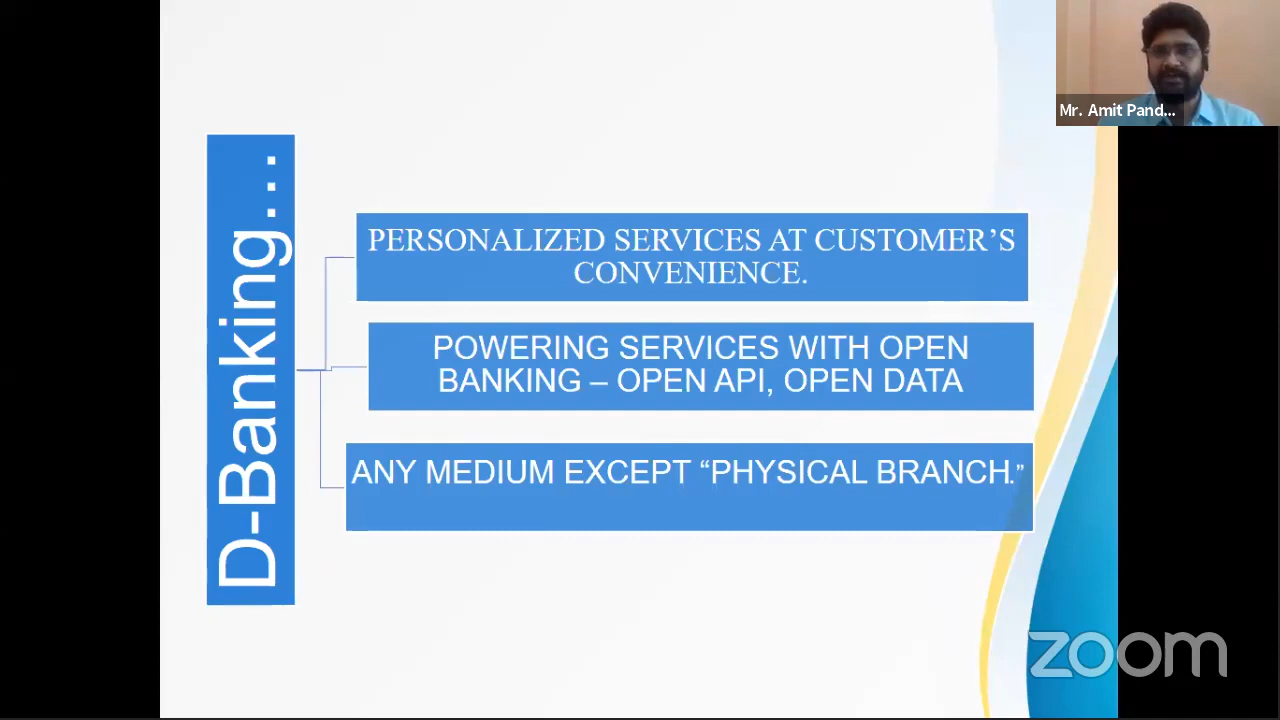 Mr. Amit Pand...
D-Banking...
PERSONALIZED SERVICES AT CUSTOMER’S
CONVENIENCE.
POWERING SERVICES WITH OPEN
BANKING – OPEN API, OPEN DATA
ANY MEDIUM EXCEPT “PHYSICAL BRANCH.”
zoom